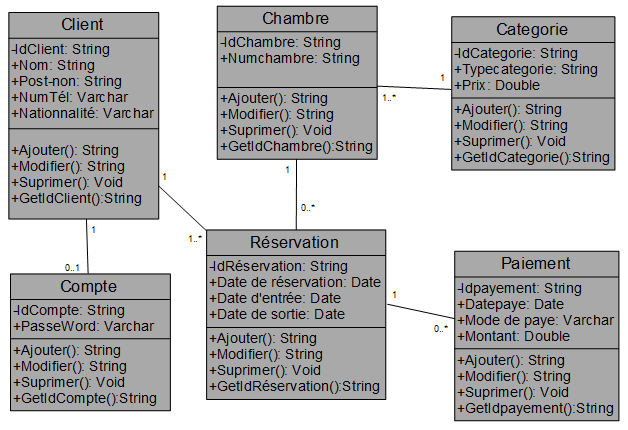 Client
-IdClient: String
+Nom: String
+Post-non: String
+NumTél: Varchar
+Nationnalité: Varchar
+Ajouter(): String
+Modifier(): String
+Suprimer(): Void
+GetIdClient():String
Chambre
-IdChambre: String
+Numchambre: String
+Ajouter(): String
+Modifier(): String
+Suprimer(): Void
+GetIdChambre():String
Categorie
-IdCategorie: String
+Typecategorie: String
+Prix: Double
+Ajouter(): String
+Modifier(): String
+Suprimer(): Void
+GetIdCategorie():String
1..*
1
1
0..*
1
1..*
1
0..1
Compte
-IdCompte: String
+PasseWord: Varchar
+Ajouter(): String
+Modifier(): String
+Suprimer(): Void
+GetIdCompte():String
Réservation
-IdRéservation: String
+Date de réservation: Date
+Date d'entrée: Date
+Date de sortie: Date
+Ajouter(): String
+Modifier(): String
+Suprimer(): Void
+GetIdRéservation():String
1
0..*
Paiement
-Idpayement: String
+Datepaye: Date
+Mode de paye: Varchar
+Montant: Double
+Ajouter(): String
+Modifier(): String
+Suprimer(): Void
+GetIdpayement():String